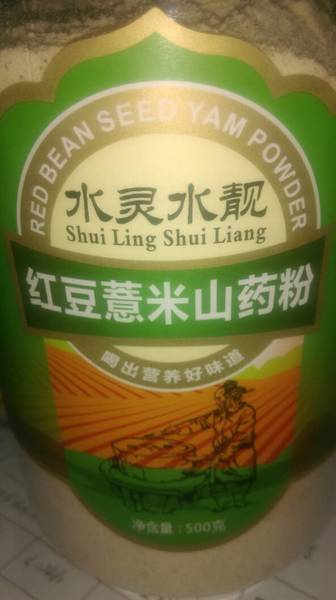 RED BEAN SEED YAM POWDER
水灵水靓
Shui Ling Shui Liang
红豆薏米山药粉
喝出营养好味道
净含量：500克